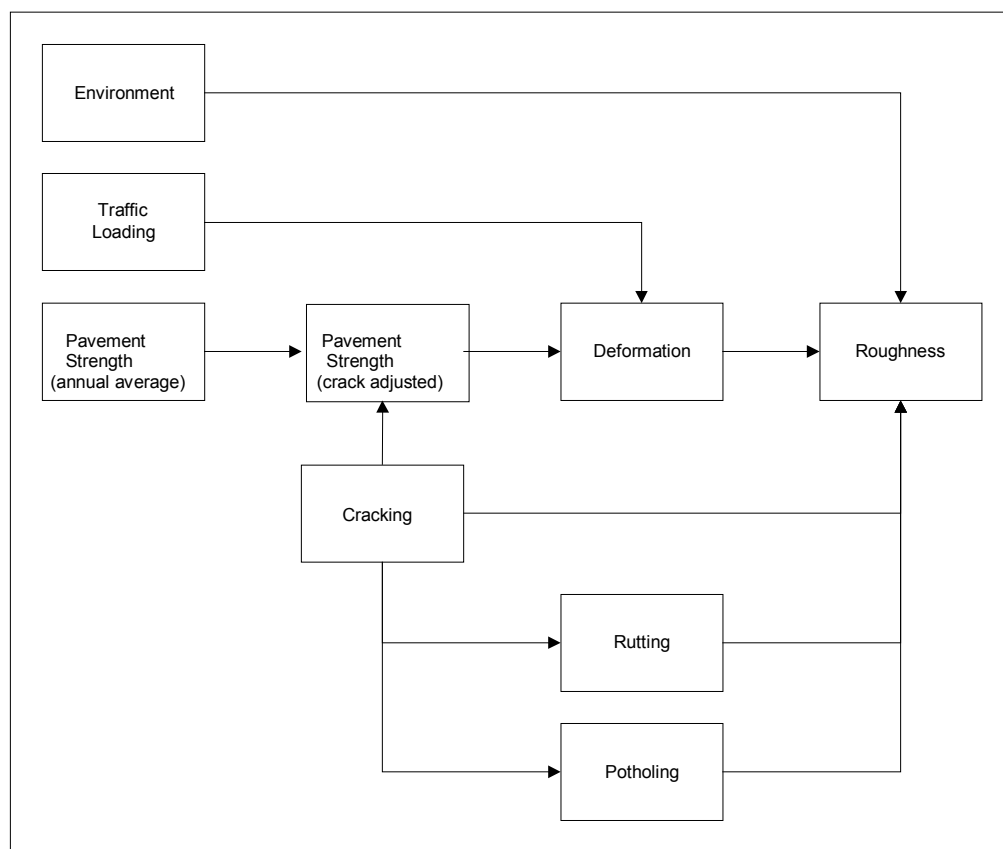 Environment
Traffic
Loading
Pavement
Strength
(annual average)
Pavement
Strength
(crack adjusted)
Deformation
Roughness
Cracking
Rutting
Potholing